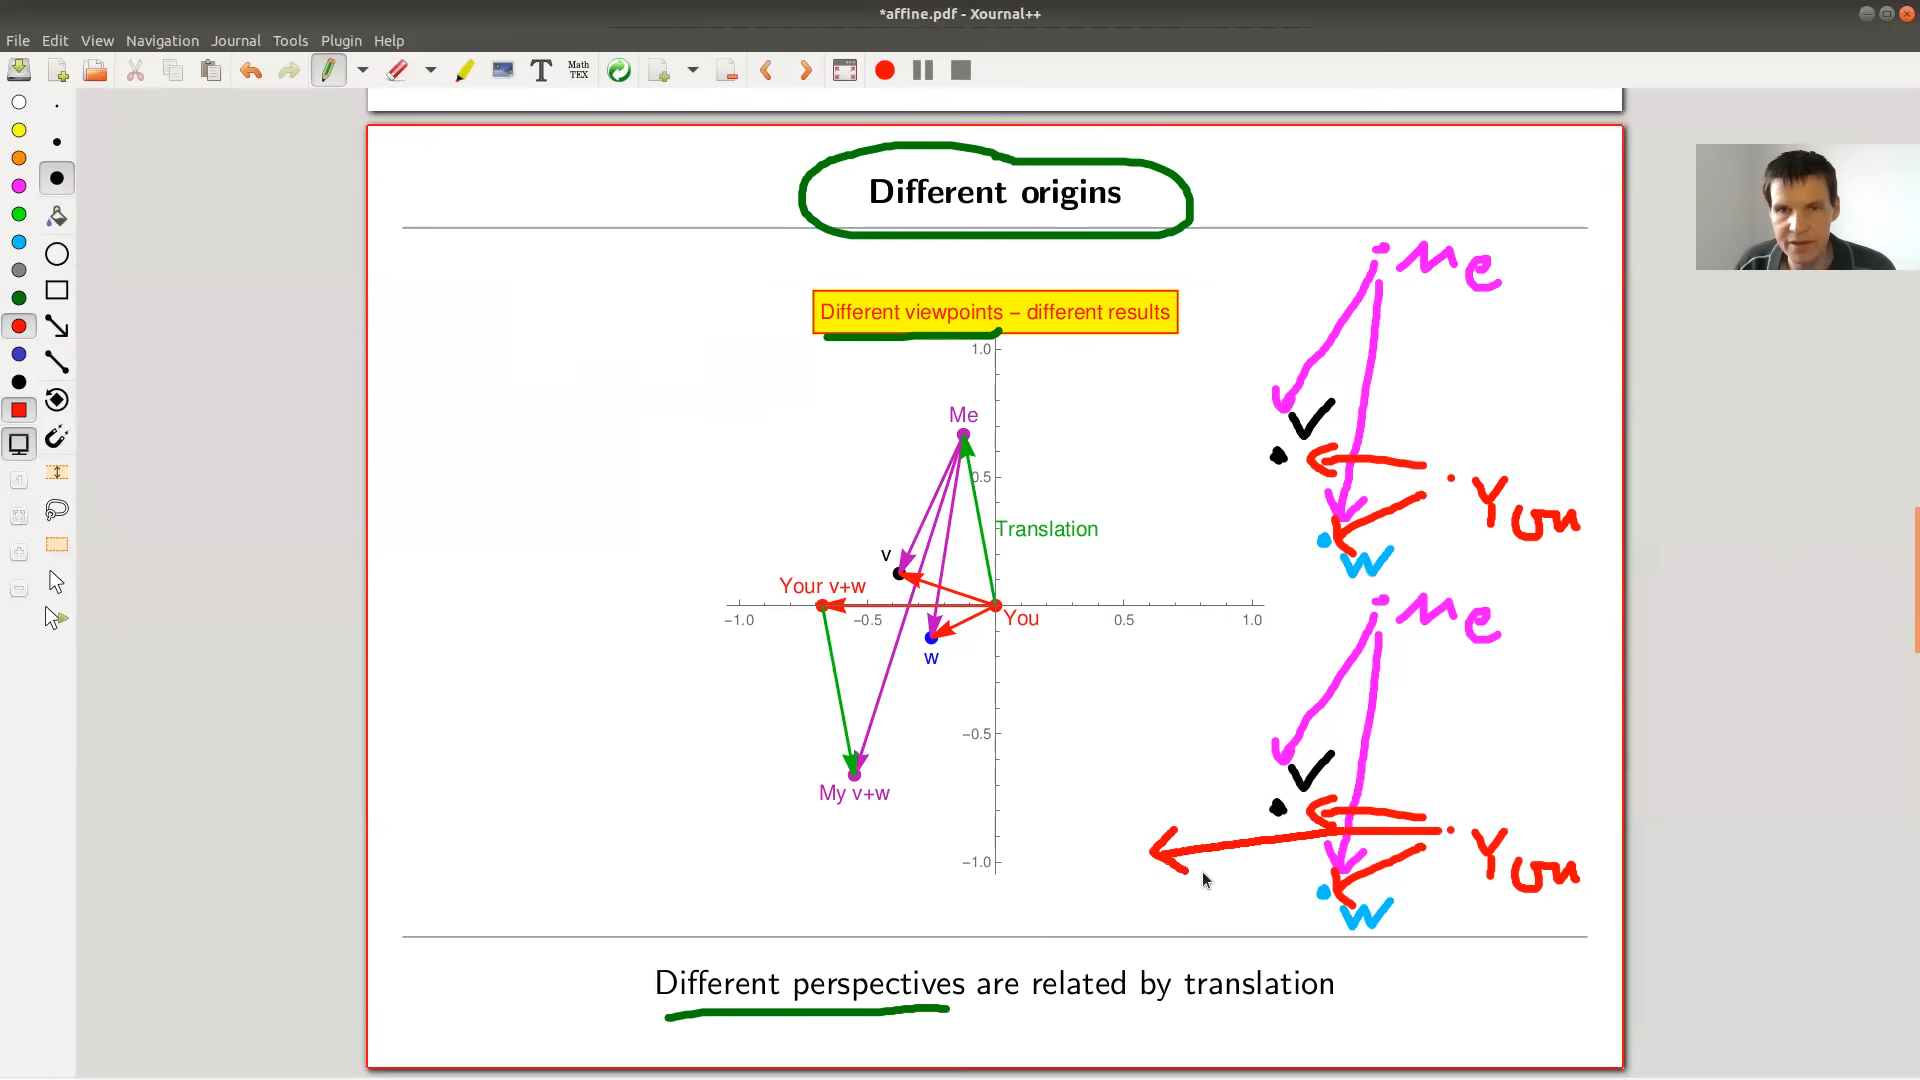 *affine.pdf - Xournal++
File Edit View Navigation Journal Tools Plugin Help
T Math TEX
Different origins
Different viewpoints – different results
1.0
Me
Me
0.5
v
v
You
Translation
w
Your v+w
−1.0 −0.5 You 0.5 1.0
w
Me
−0.5
v
My v+w
You
−1.0
w
Different perspectives are related by translation